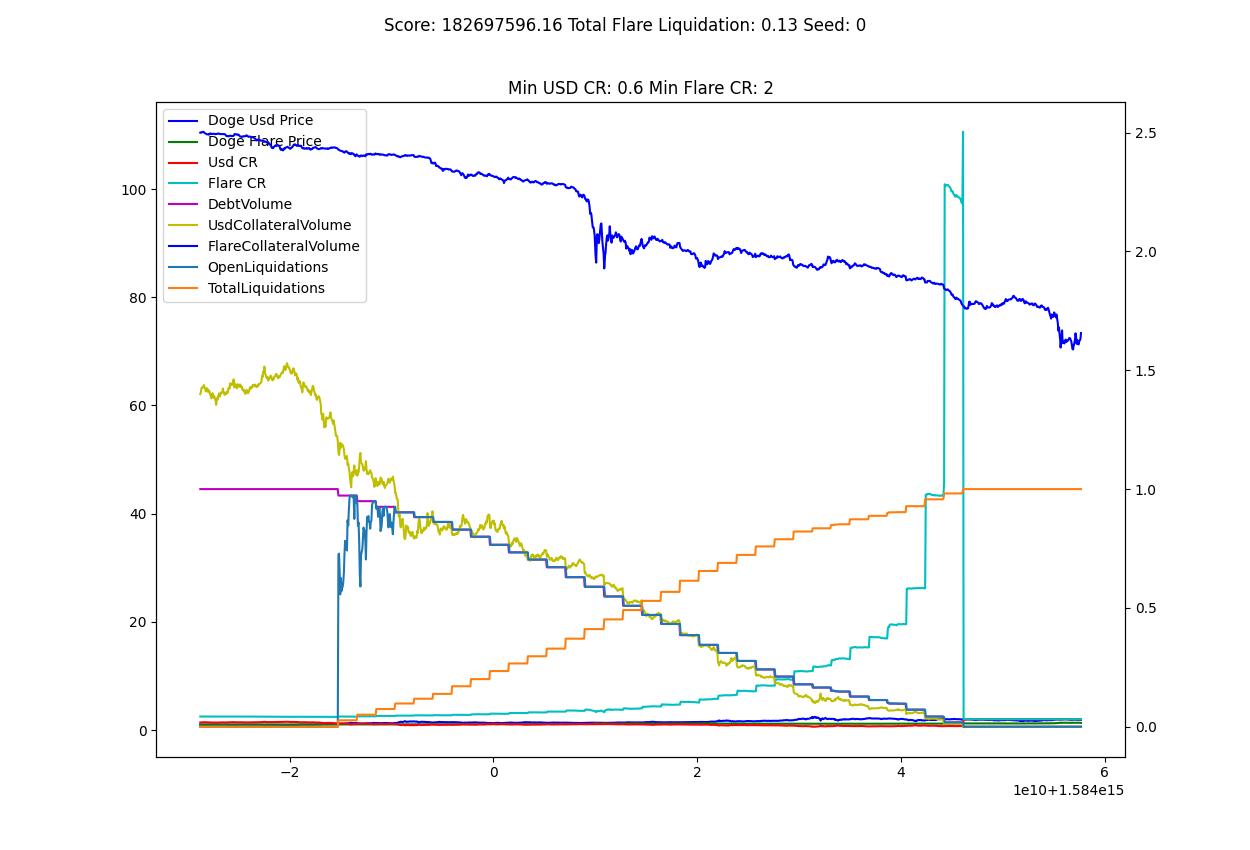 Score: 182697596.16 Total Flare Liquidation: 0.13 Seed: 0
Min USD CR: 0.6 Min Flare CR: 2
Doge Usd Price
Doge Flare Price
Usd CR
Flare CR
DebtVolume
UsdCollateralVolume
FlareCollateralVolume
OpenLiquidations
TotalLiquidations
100
80
60
40
20
0
2.5
2.0
1.5
1.0
0.5
0.0
−2 0 2 4 6
1e10+1.584e15